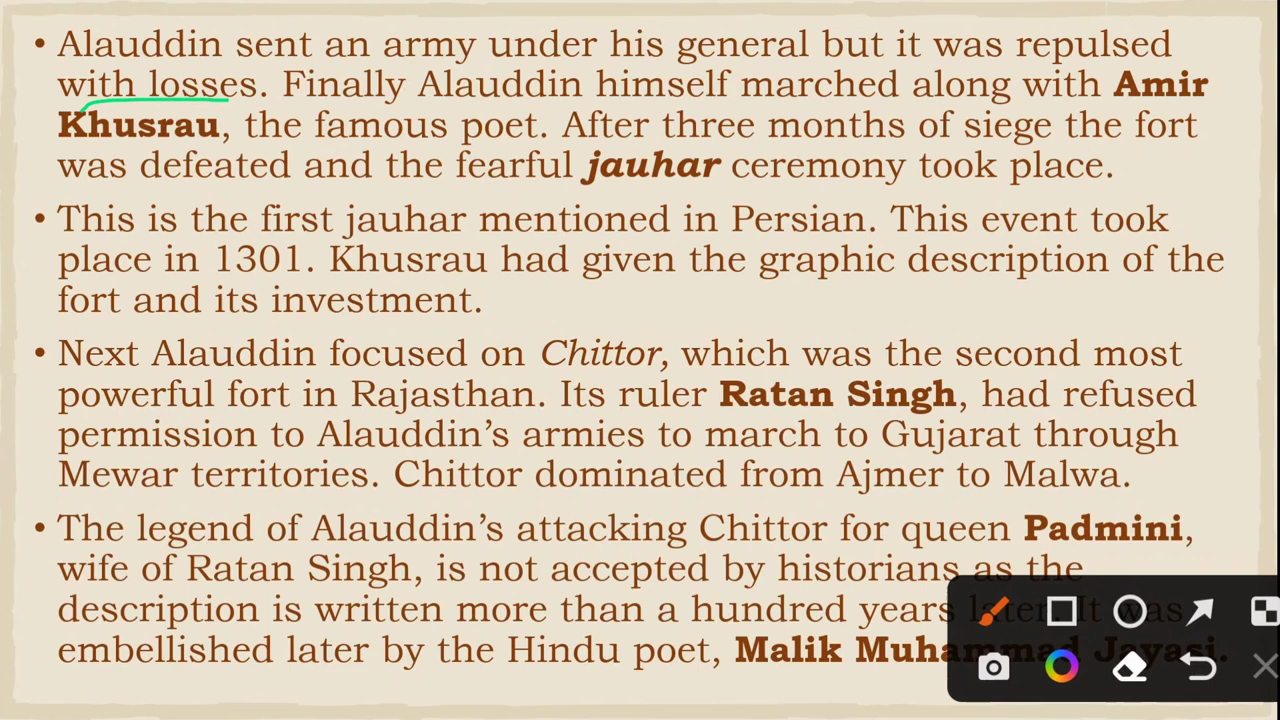 • Alauddin sent an army under his general but it was repulsed
with losses. Finally Alauddin himself marched along with Amir
Khusrau, the famous poet. After three months of siege the fort
was defeated and the fearful jauhar ceremony took place.
• This is the first jauhar mentioned in Persian. This event took
place in 1301. Khusrau had given the graphic description of the
fort and its investment.
• Next Alauddin focused on Chittor, which was the second most
powerful fort in Rajasthan. Its ruler Ratan Singh, had refused
permission to Alauddin’s armies to march to Gujarat through
Mewar territories. Chittor dominated from Ajmer to Malwa.
• The legend of Alauddin’s attacking Chittor for queen Padmini,
wife of Ratan Singh, is not accepted by historians as the
description is written more than a hundred years later. It was
embellished later by the Hindu poet, Malik Muhammad Jayasi.